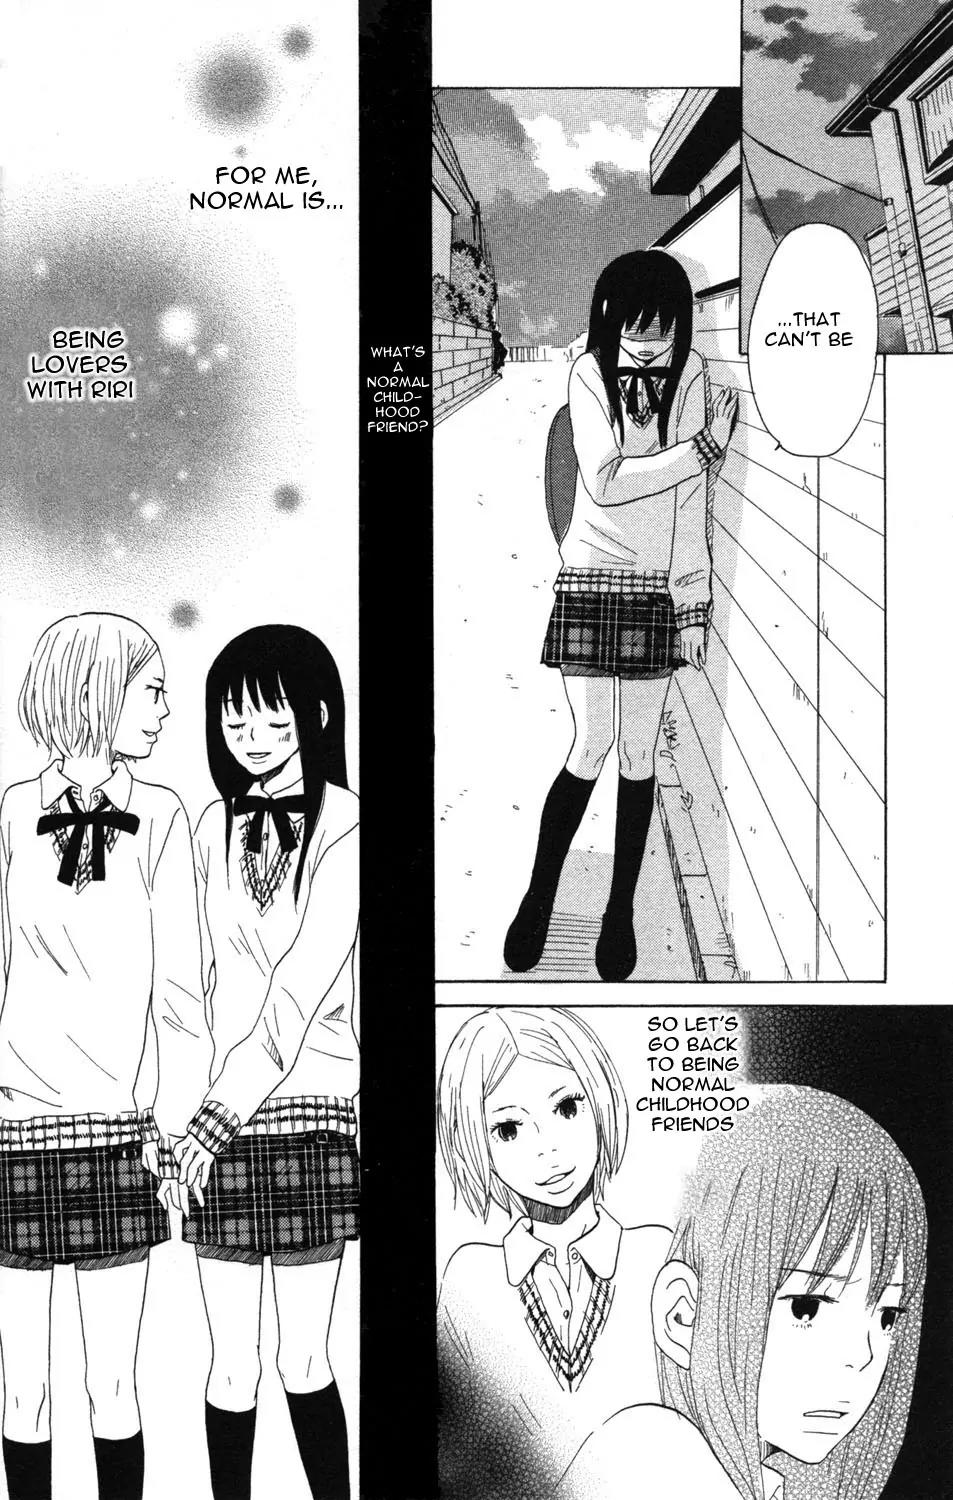 ...THAT
CAN'T BE
SO LET'S
GO BACK
TO BEING
NORMAL
CHILDHOOD
FRIENDS
WHAT'S
A
NORMAL
CHILD-
HOOD
FRIEND?
FOR ME,
NORMAL IS...
BEING
LOVERS
WITH RIRI